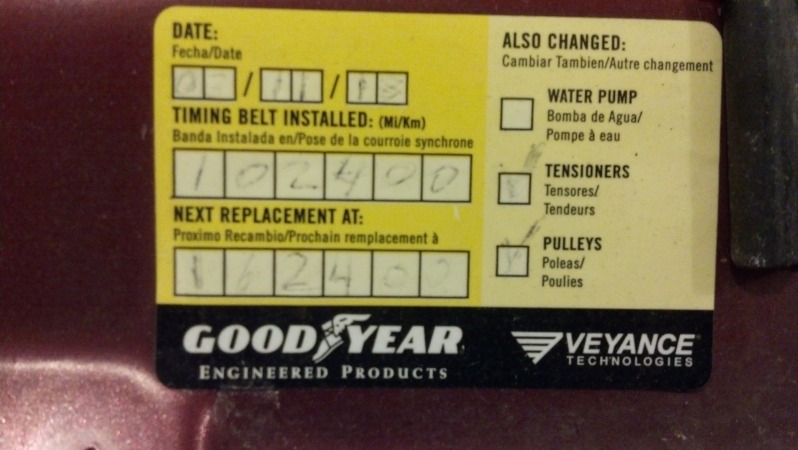 DATE:
Fecha/Date
03/11/13
TIMING BELT INSTALLED: (Mi/Km)
Banda Instalada en/Pose de la courroie synchrone
102400
NEXT REPLACEMENT AT:
Proximo Recambio/Prochain remplacement à
162400
ALSO CHANGED:
Cambiar Tambien/Autre changement
WATER PUMP
Bomba de Agua/
Pompe à eau
TENSIONERS
Tensores/
Tendeurs
PULLEYS
Poleas/
Poulies
GOODYEAR
ENGINEERED PRODUCTS
VEYANCE
TECHNOLOGIES